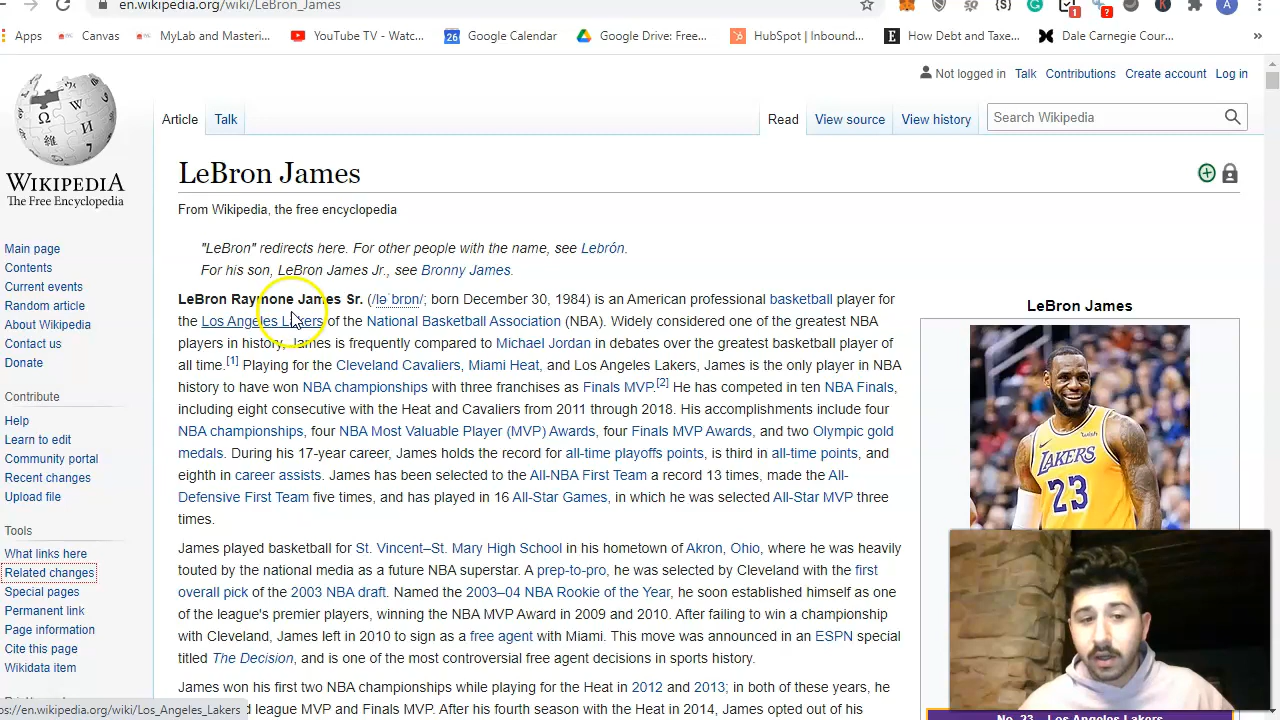 en.wikipedia.org/wiki/LeBron_James
1
?
A
Apps
Canvas
MyLab and Masteri...
YouTube TV - Watc...
26
Google Calendar
Google Drive: Free...
HubSpot | Inbound...
E
How Debt and Taxe...
Dale Carnegie Cour...
»
Not logged in
Talk
Contributions
Create account
Log in
Article
Talk
Read
View source
View history
Search Wikipedia
WIKIPEDIA
The Free Encyclopedia
Main page
Contents
Current events
Random article
About Wikipedia
Contact us
Donate
Contribute
Help
Learn to edit
Community portal
Recent changes
Upload file
Tools
What links here
Related changes
Special pages
Permanent link
Page information
Cite this page
Wikidata item
LeBron James
From Wikipedia, the free encyclopedia
"LeBron" redirects here. For other people with the name, see Lebrón.
For his son, LeBron James Jr., see Bronny James.
LeBron Raymone James Sr. (/ləˈbrɒn/; born December 30, 1984) is an American professional basketball player for
the Los Angeles Lakers of the National Basketball Association (NBA). Widely considered one of the greatest NBA
players in history, James is frequently compared to Michael Jordan in debates over the greatest basketball player of
all time.[1] Playing for the Cleveland Cavaliers, Miami Heat, and Los Angeles Lakers, James is the only player in NBA
history to have won NBA championships with three franchises as Finals MVP.[2] He has competed in ten NBA Finals,
including eight consecutive with the Heat and Cavaliers from 2011 through 2018. His accomplishments include four
NBA championships, four NBA Most Valuable Player (MVP) Awards, four Finals MVP Awards, and two Olympic gold
medals. During his 17-year career, James holds the record for all-time playoffs points, is third in all-time points, and
eighth in career assists. James has been selected to the All-NBA First Team a record 13 times, made the All-
Defensive First Team five times, and has played in 16 All-Star Games, in which he was selected All-Star MVP three
times.
James played basketball for St. Vincent–St. Mary High School in his hometown of Akron, Ohio, where he was heavily
touted by the national media as a future NBA superstar. A prep-to-pro, he was selected by Cleveland with the first
overall pick of the 2003 NBA draft. Named the 2003–04 NBA Rookie of the Year, he soon established himself as one
of the league's premier players, winning the NBA MVP Award in 2009 and 2010. After failing to win a championship
with Cleveland, James left in 2010 to sign as a free agent with Miami. This move was announced in an ESPN special
titled The Decision, and is one of the most controversial free agent decisions in sports history.
James won his first two NBA championships while playing for the Heat in 2012 and 2013; in both of these years, he
league MVP and Finals MVP. After his fourth season with the Heat in 2014, James opted out of his
LeBron James
wish
LAKERS
23
No. 23 – Los Angeles Lakers
ps://en.wikipedia.org/wiki/Los_Angeles_Lakers